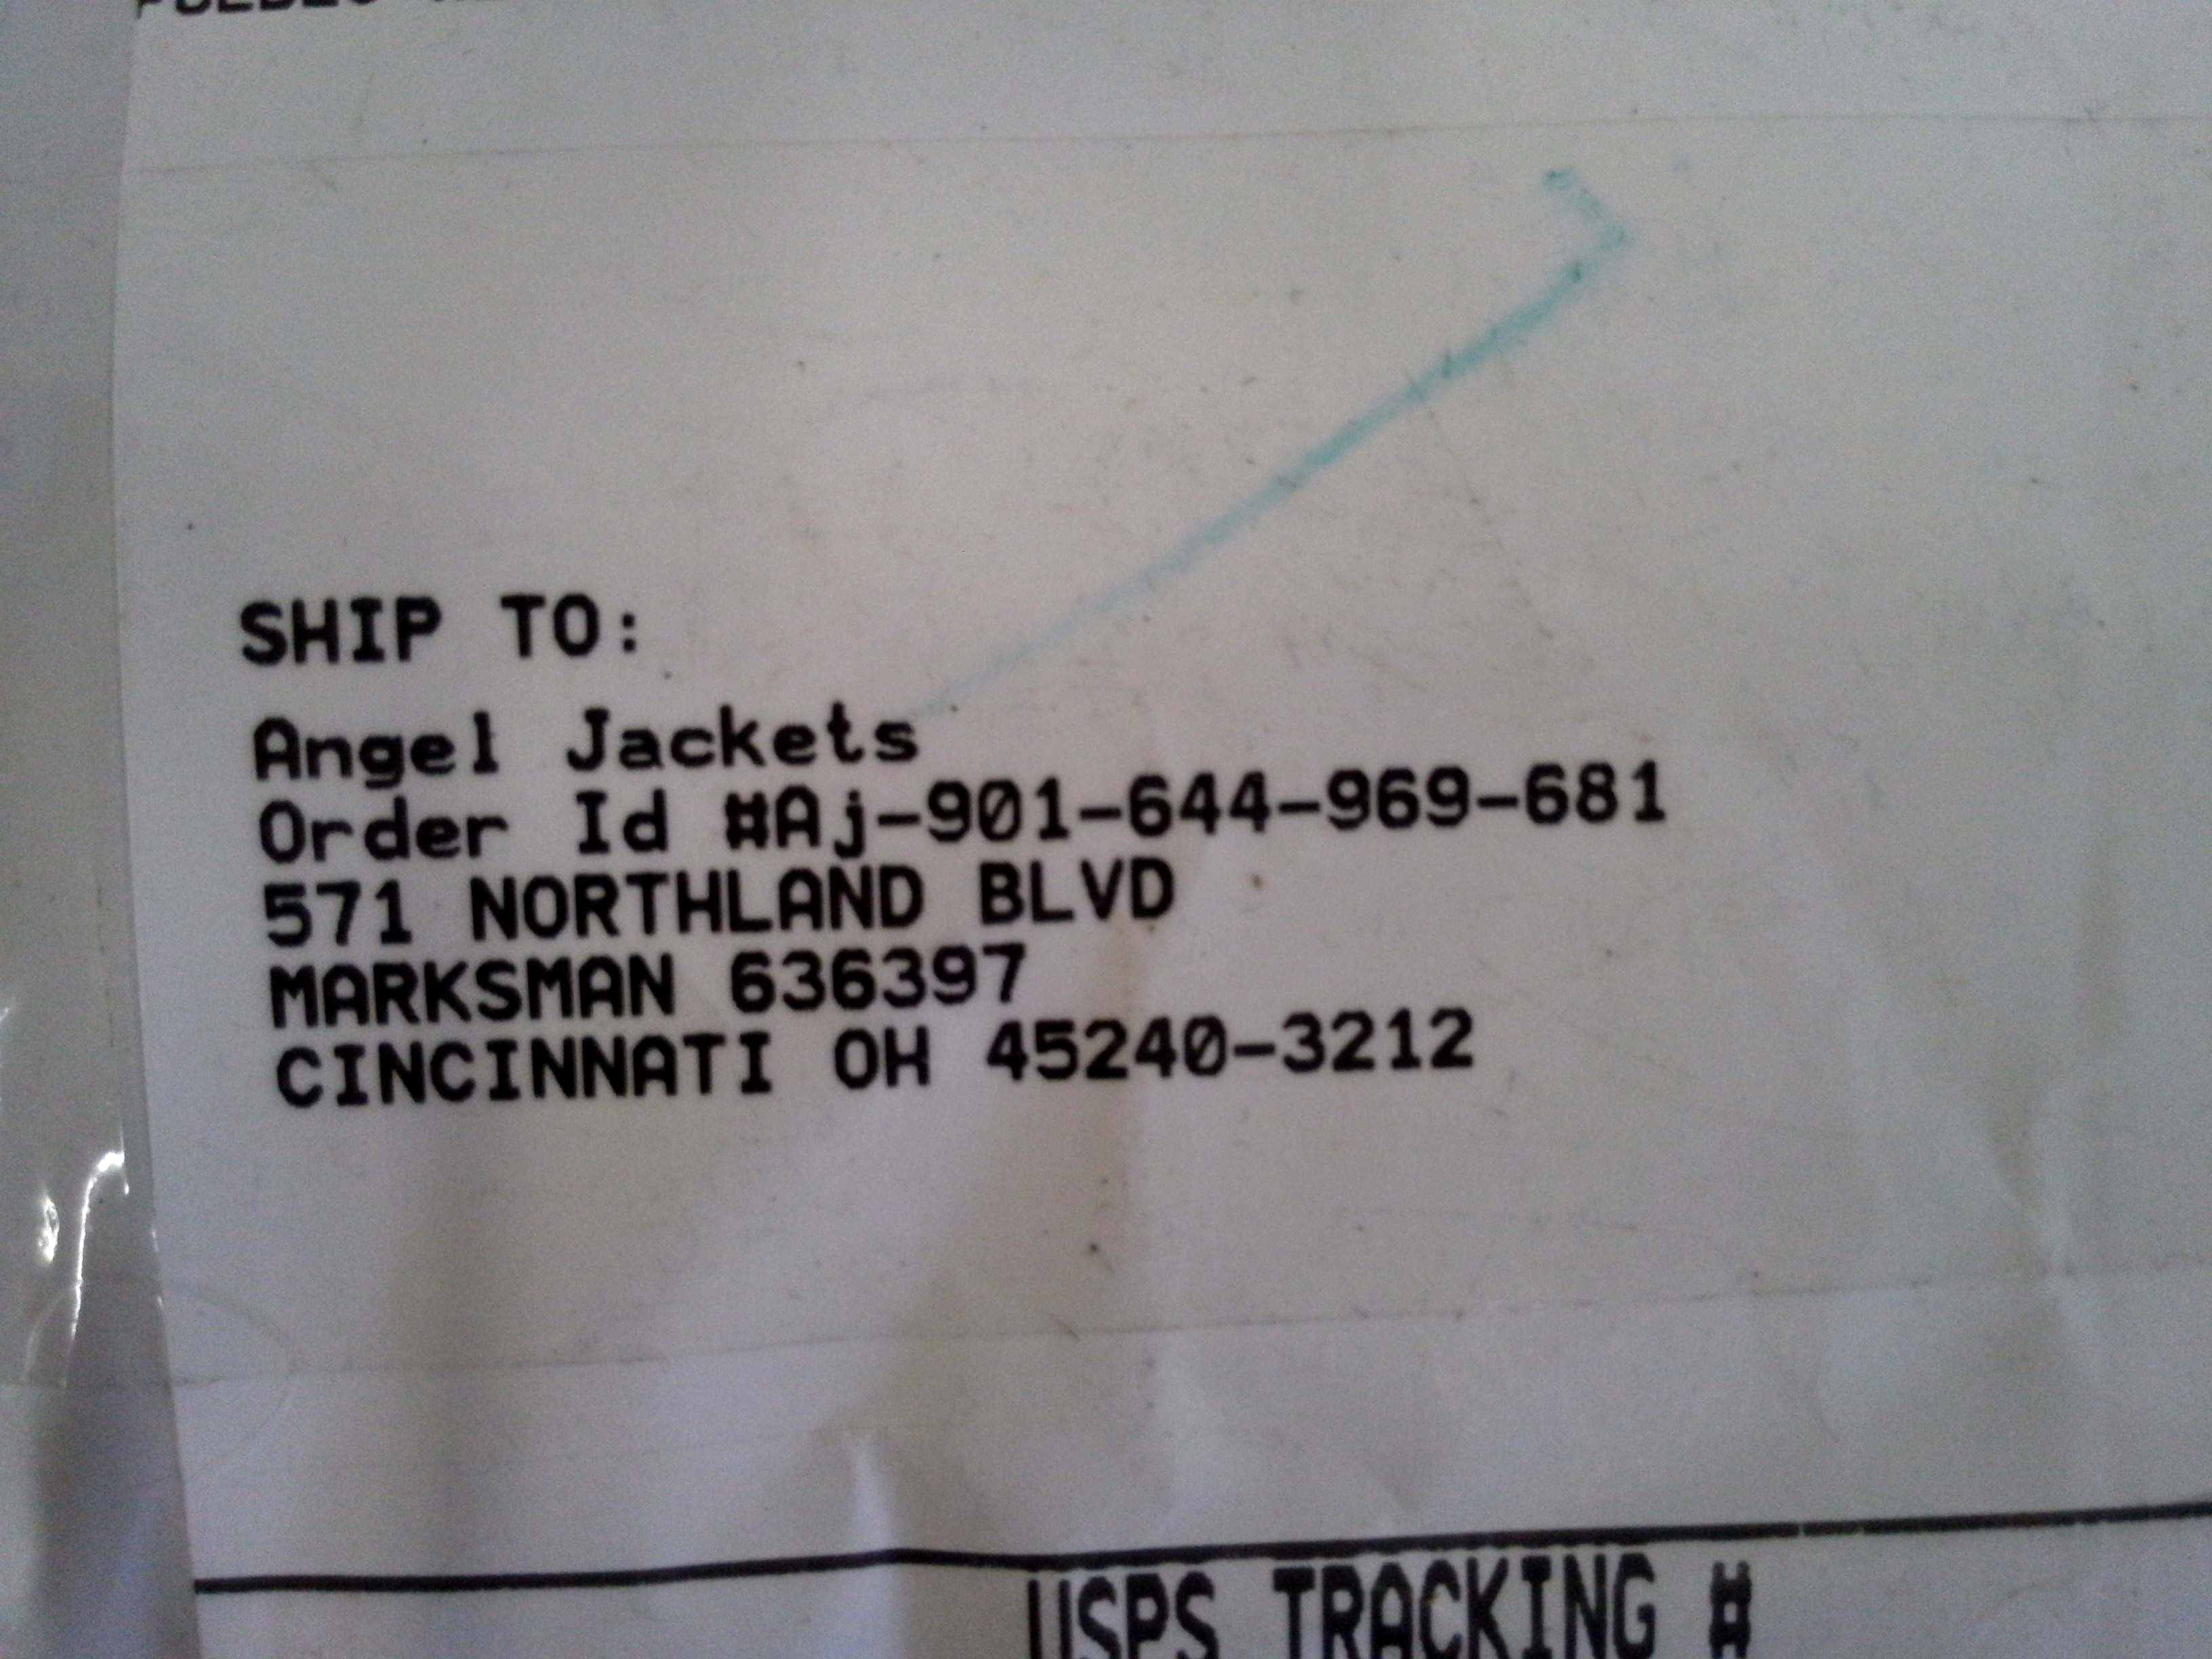 SHIP TO:
Angel Jackets
Order Id #Aj-901-644-969-681
571 NORTHLAND BLVD
MARKSMAN 636397
CINCINNATI OH 45240-3212
USPS TRACKING #